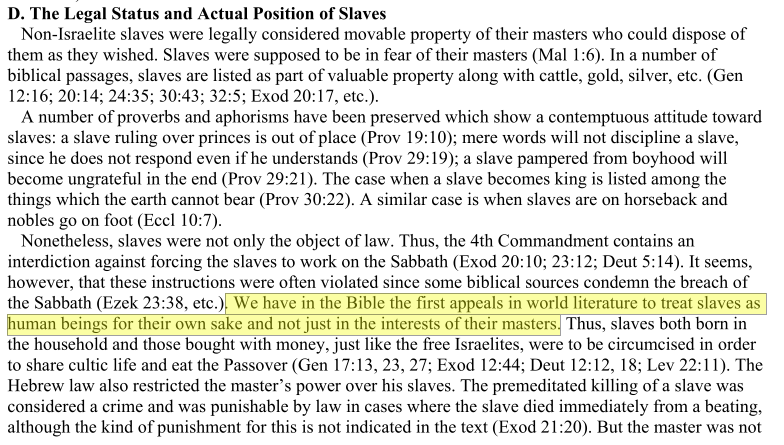 D. The Legal Status and Actual Position of Slaves
Non-Israelite slaves were legally considered movable property of their masters who could dispose of
them as they wished. Slaves were supposed to be in fear of their masters (Mal 1:6). In a number of
biblical passages, slaves are listed as part of valuable property along with cattle, gold, silver, etc. (Gen
12:16; 20:14; 24:35; 30:43; 32:5; Exod 20:17, etc.).
A number of proverbs and aphorisms have been preserved which show a contemptuous attitude toward
slaves: a slave ruling over princes is out of place (Prov 19:10); mere words will not discipline a slave,
since he does not respond even if he understands (Prov 29:19); a slave pampered from boyhood will
become ungrateful in the end (Prov 29:21). The case when a slave becomes king is listed among the
things which the earth cannot bear (Prov 30:22). A similar case is when slaves are on horseback and
nobles go on foot (Eccl 10:7).
Nonetheless, slaves were not only the object of law. Thus, the 4th Commandment contains an
interdiction against forcing the slaves to work on the Sabbath (Exod 20:10; 23:12; Deut 5:14). It seems,
however, that these instructions were often violated since some biblical sources condemn the breach of
the Sabbath (Ezek 23:38, etc.). We have in the Bible the first appeals in world literature to treat slaves as
human beings for their own sake and not just in the interests of their masters. Thus, slaves both born in
the household and those bought with money, just like the free Israelites, were to be circumcised in order
to share cultic life and eat the Passover (Gen 17:13, 23, 27; Exod 12:44; Deut 12:12, 18; Lev 22:11). The
Hebrew law also restricted the master’s power over his slaves. The premeditated killing of a slave was
considered a crime and was punishable by law in cases where the slave died immediately from a beating,
although the kind of punishment for this is not indicated in the text (Exod 21:20). But the master was not